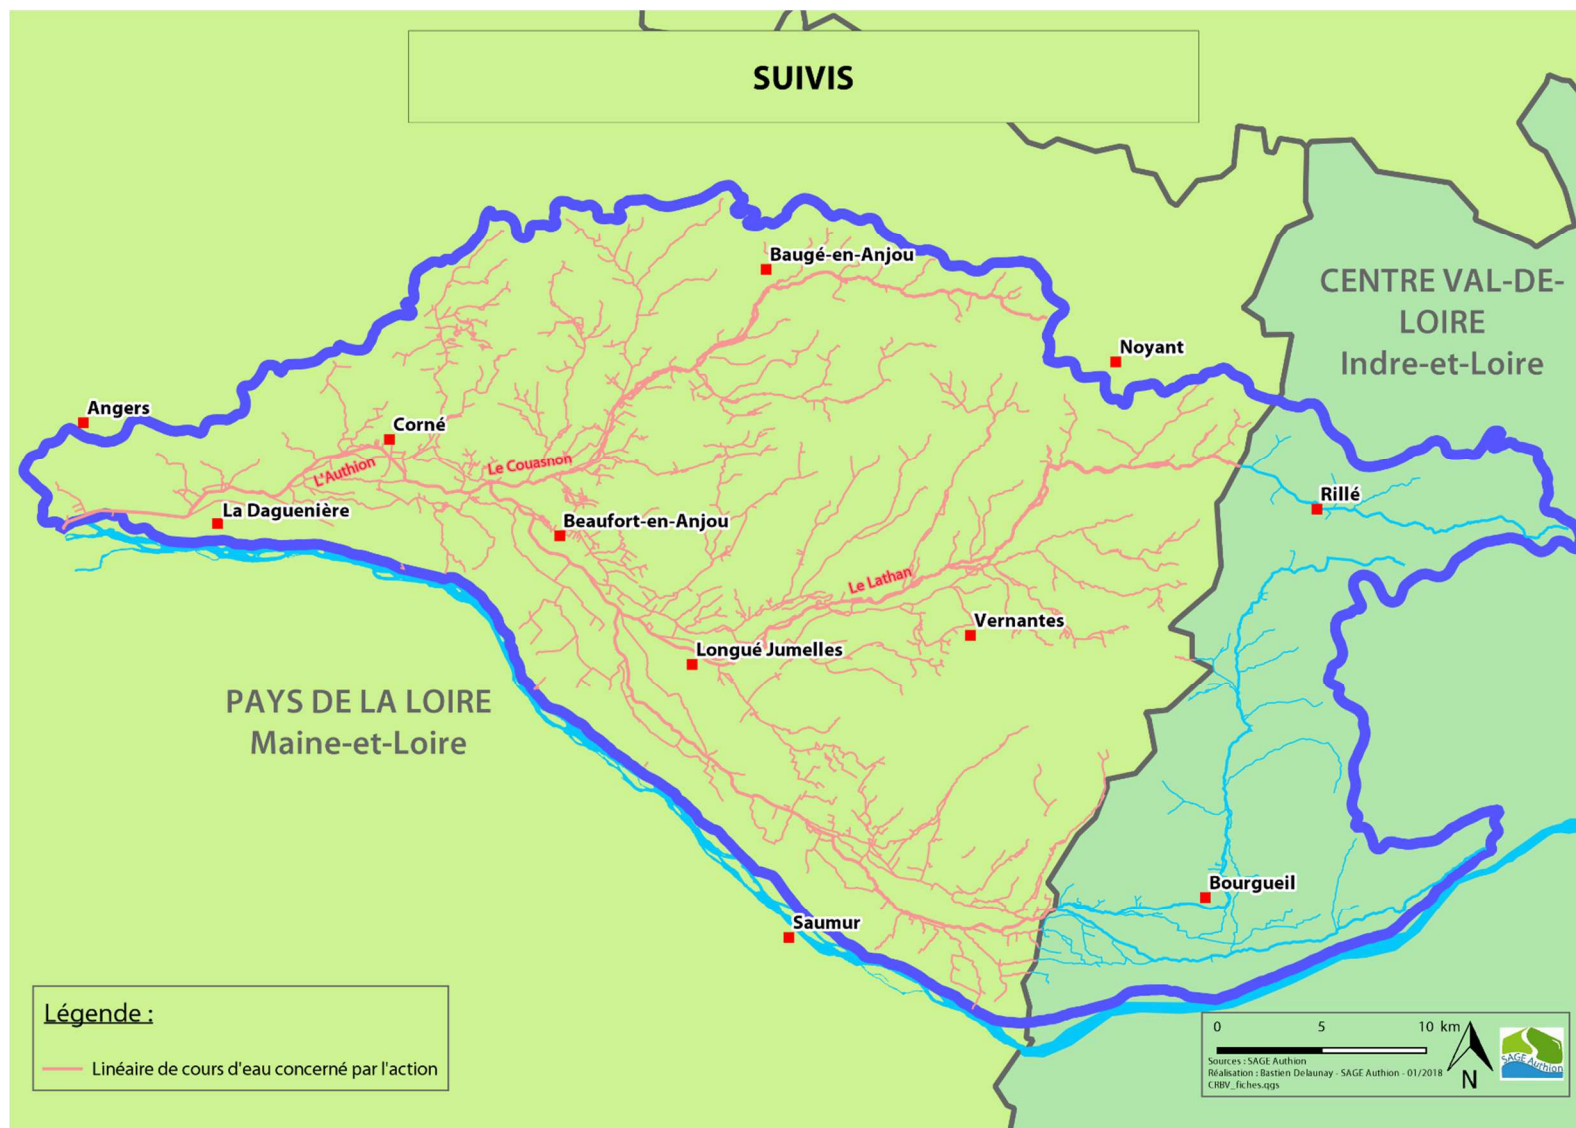 SUIVIS
Baugé-en-Anjou
CENTRE VAL-DE-
LOIRE
Indre-et-Loire
Noyant
Angers
Corné
L'Authion
Le Couasnon
La Daguenière
Beaufort-en-Anjou
Rillé
Le Lathan
Vernantes
Longué Jumelles
PAYS DE LA LOIRE
Maine-et-Loire
Bourgueil
Saumur
Légende :
Linéaire de cours d'eau concerné par l'action
0 5 10 km
Sources : SAGE Authion
Réalisation : Bastien Delaunay - SAGE Authion - 01/2018
CRBV_fiches.qgs
N
SAGE Authion